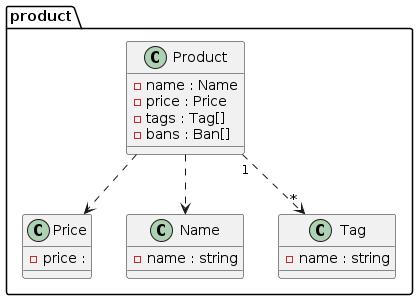 product
C Product
name : Name
price : Price
tags : Tag[]
bans : Ban[]
1
*
C Price
price :
C Name
name : string
C Tag
name : string